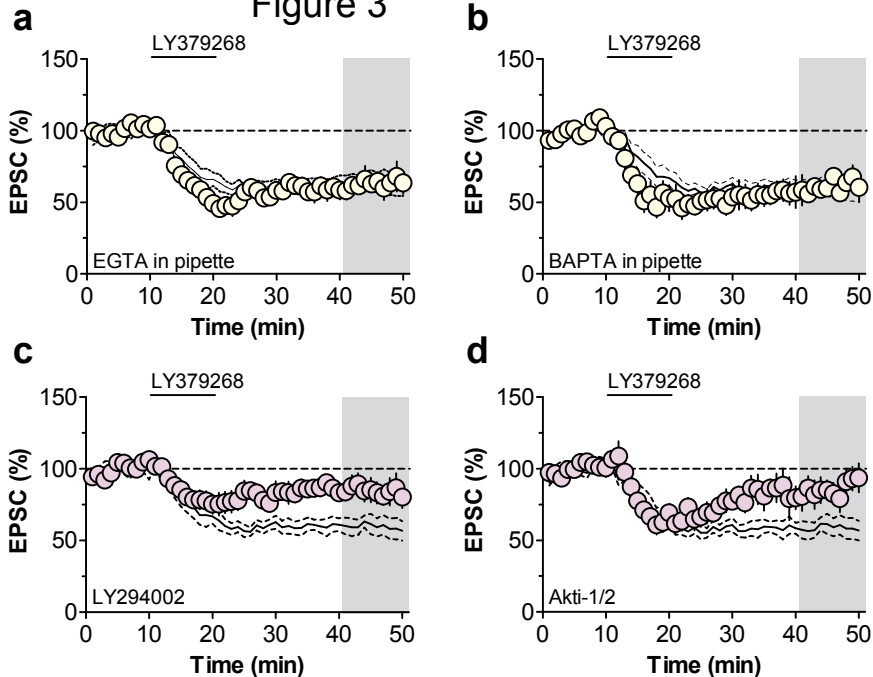 Figure 3
a
LY379268
150
100
50
0
EPSC (%)
EGTA in pipette
0 10 20 30 40 50
Time (min)
b
LY379268
150
100
50
0
EPSC (%)
BAPTA in pipette
0 10 20 30 40 50
Time (min)
c
LY379268
150
100
50
0
EPSC (%)
LY294002
0 10 20 30 40 50
Time (min)
d
LY379268
150
100
50
0
EPSC (%)
Akti-1/2
0 10 20 30 40 50
Time (min)